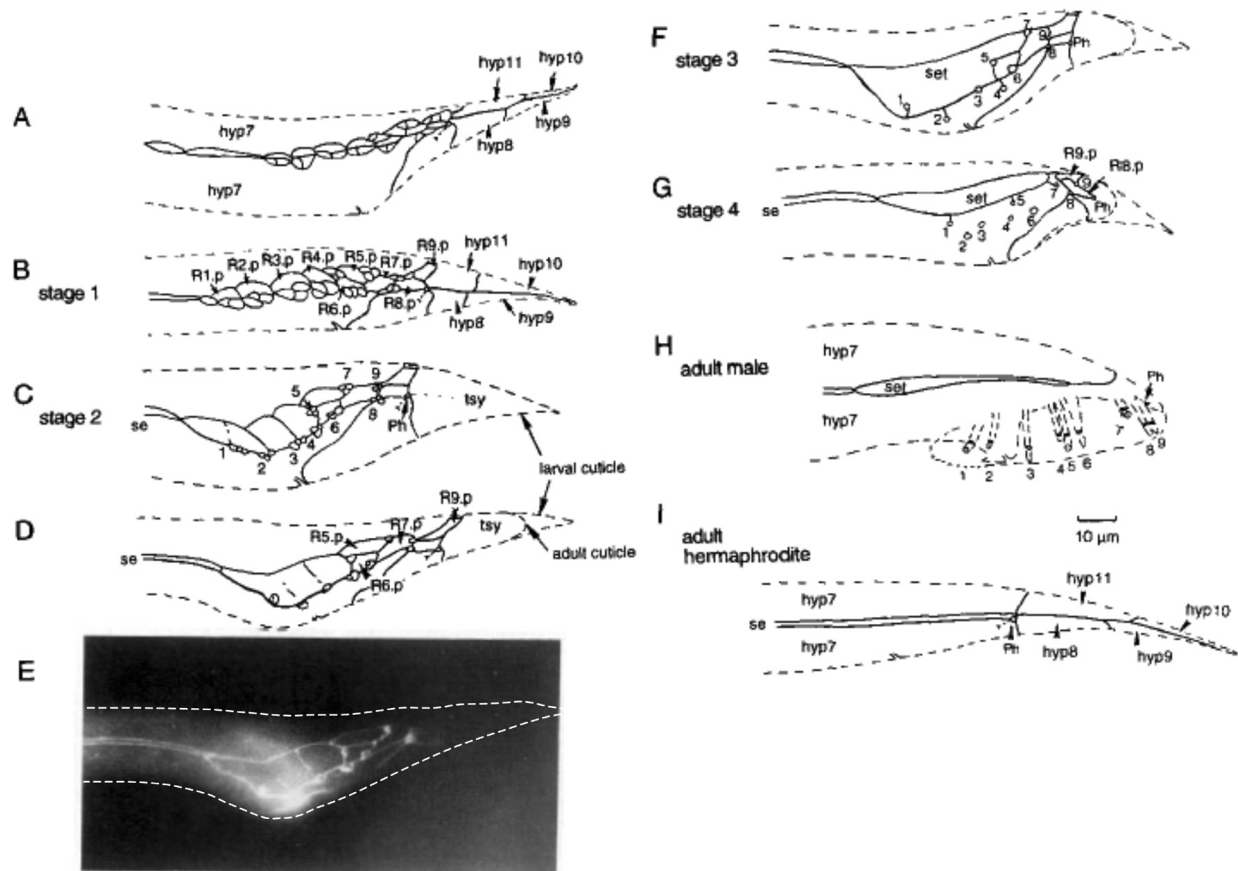 A
hyp7
hyp7
hyp11
hyp10
hyp8
hyp9
B
stage 1
R1.p
R2.p
R3.p
R4.p
R5.p
R7.p
R9.p
hyp11
hyp10
R6.p
R8.p
hyp8
hyp9
C
stage 2
se
1
2
3
4
5
6
7
8
9
Ph
tsy
larval cuticle
D
se
R5.p
R7.p
R9.p
R6.p
tsy
adult cuticle
E
F
stage 3
set
1
2
3
4
5
6
7
8
9
Ph
G
stage 4
se
set
1
2
3
4
5
6
7
8
9
R9.p
R8.p
Ph
H
adult male
hyp7
set
hyp7
Ph
1
2
3
4
5
6
7
8
9
I
adult
hermaphrodite
10 μm
hyp7
se
hyp7
Ph
hyp11
hyp10
hyp8
hyp9